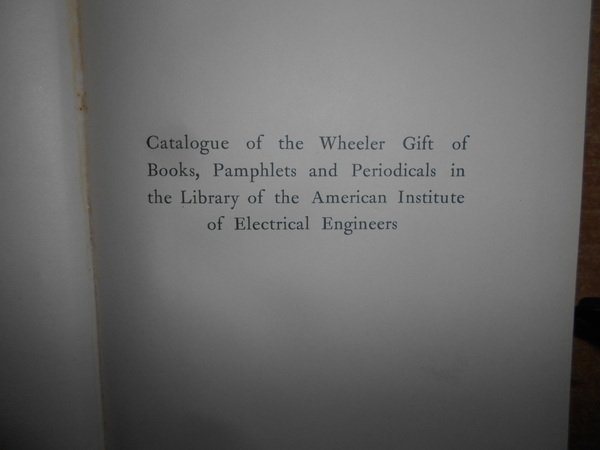 Catalogue of the Wheeler Gift of
Books, Pamphlets and Periodicals in
the Library of the American Institute
of Electrical Engineers